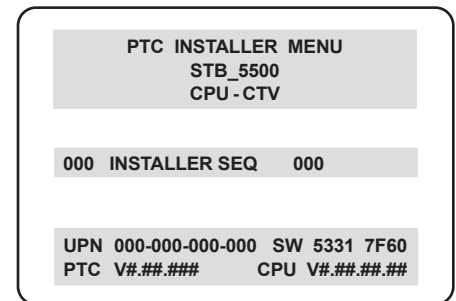 PTC INSTALLER MENU
STB_5500
CPU - CTV
000 INSTALLER SEQ 000
UPN 000-000-000-000 SW 5331 7F60
PTC V#.##.### CPU V#.##.##.##